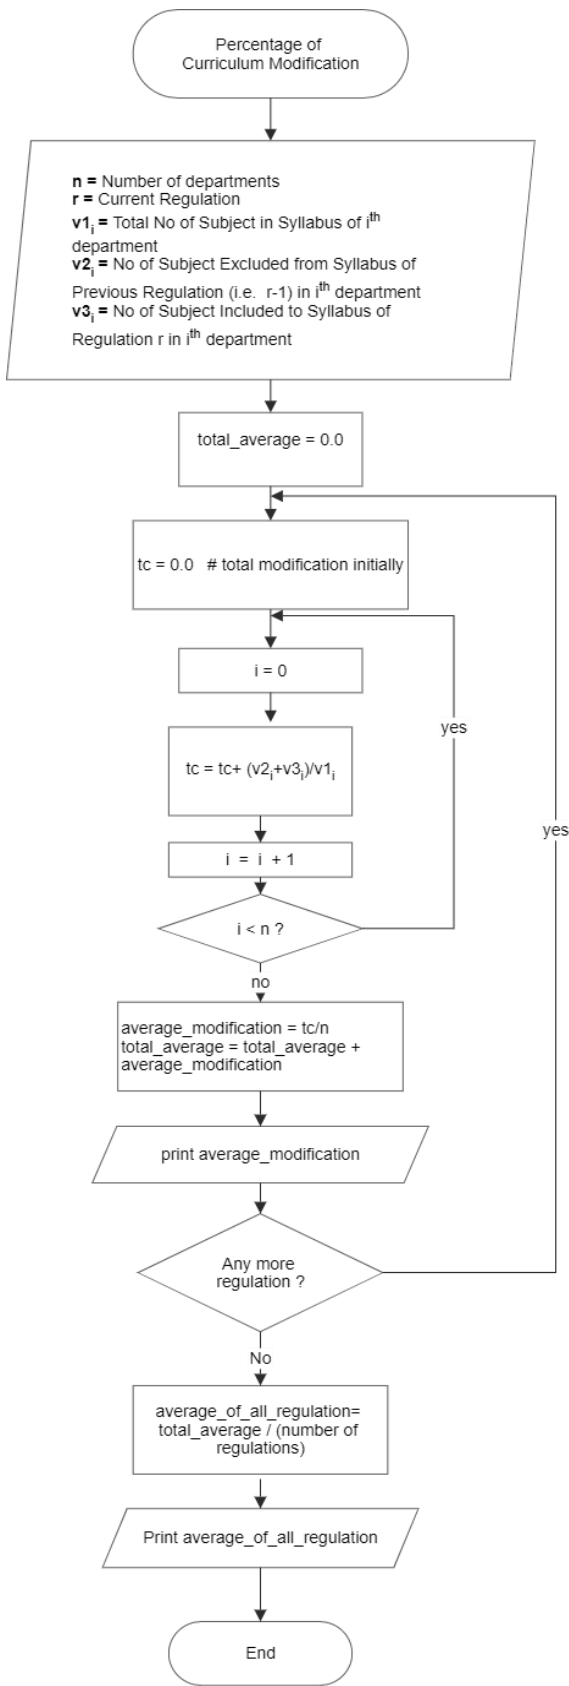 Percentage of
Curriculum Modification
n = Number of departments
r = Current Regulation
v1i = Total No of Subject in Syllabus of ith
department
v2i = No of Subject Excluded from Syllabus of
Previous Regulation (i.e. r-1) in ith department
v3i = No of Subject Included to Syllabus of
Regulation r in ith department
total_average = 0.0
tc = 0.0 # total modification initially
i = 0
yes
tc = tc+ (v2i+v3i)/v1i
yes
i = i + 1
i < n ?
no
average_modification = tc/n
total_average = total_average +
average_modification
print average_modification
Any more
regulation ?
No
average_of_all_regulation=
total_average / (number of
regulations)
Print average_of_all_regulation
End